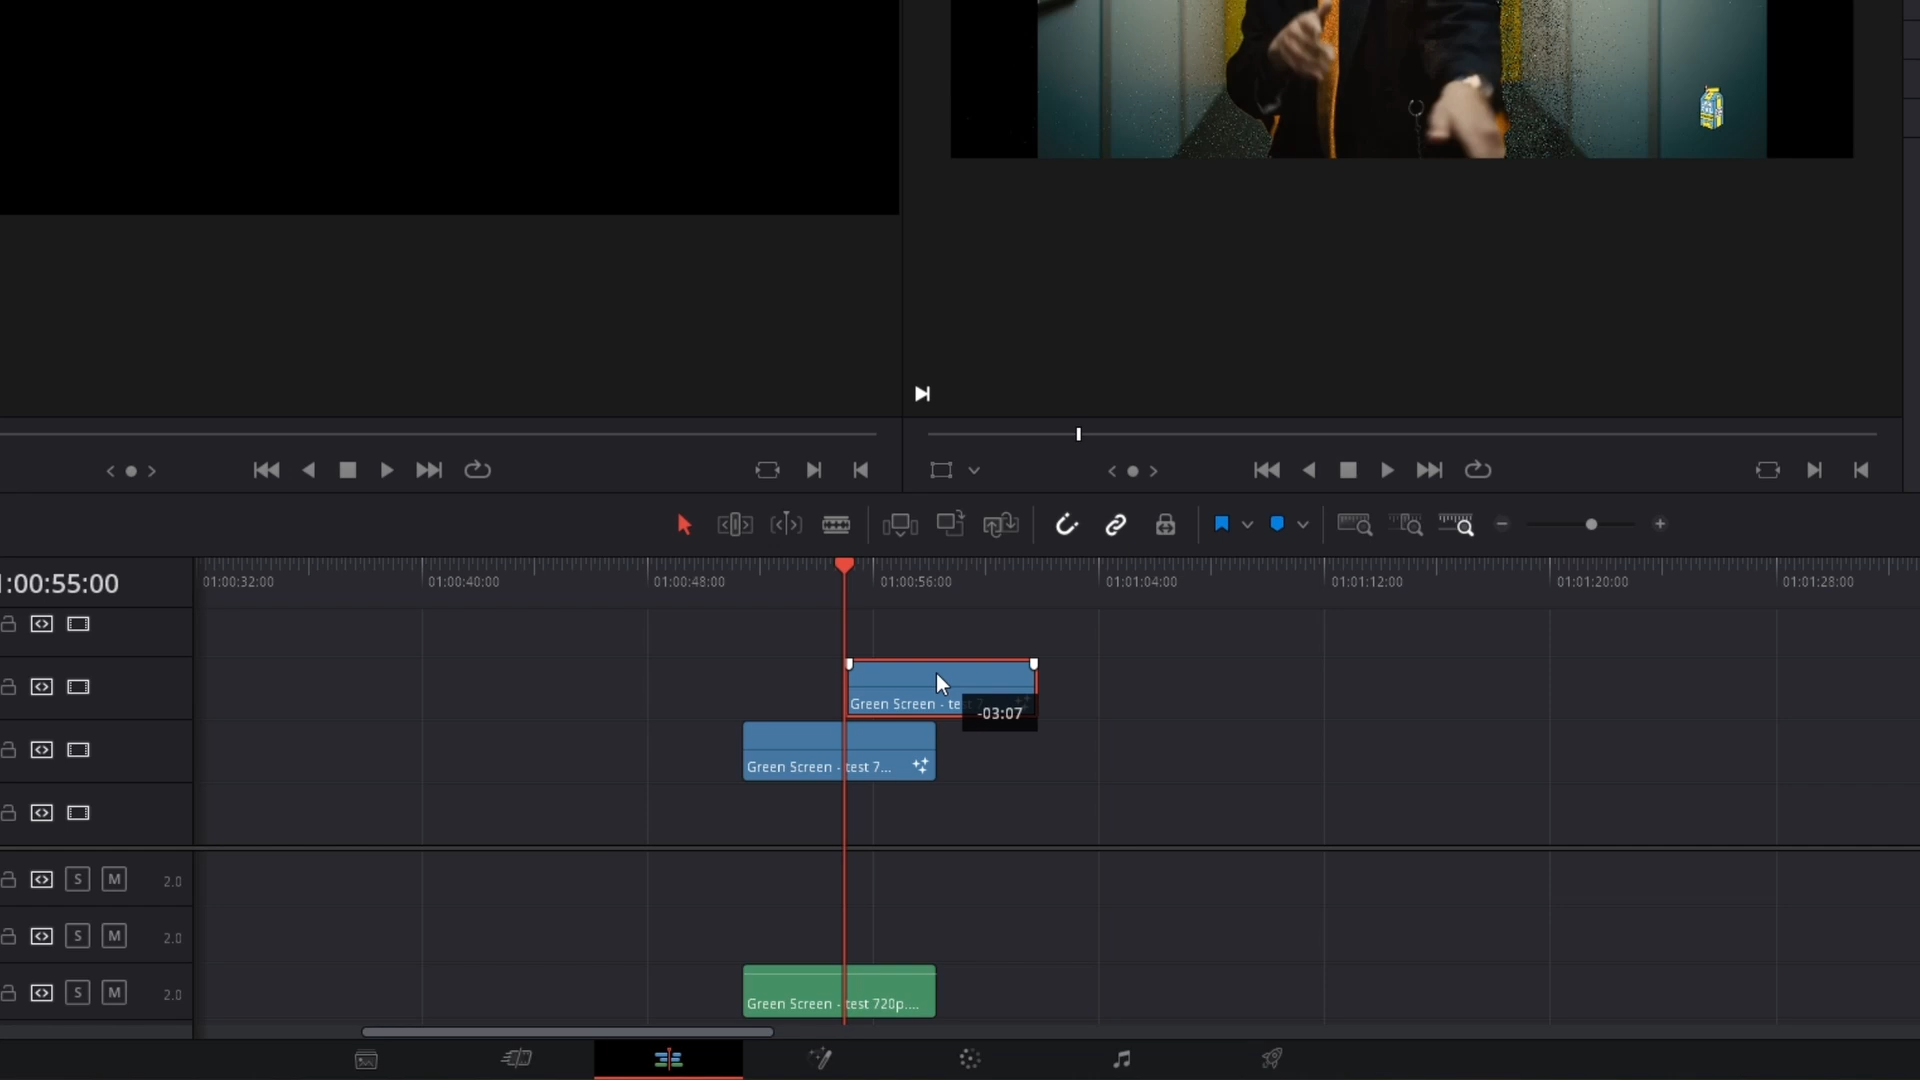 1:00:55:00
01:00:32:00
01:00:40:00
01:00:48:00
01:00:56:00
01:01:04:00
01:01:12:00
01:01:20:00
01:01:28:00
Green Screen - te
-03:07
Green Screen - test 7...
S M 2.0
S M 2.0
S M 2.0
Green Screen - test 720p....